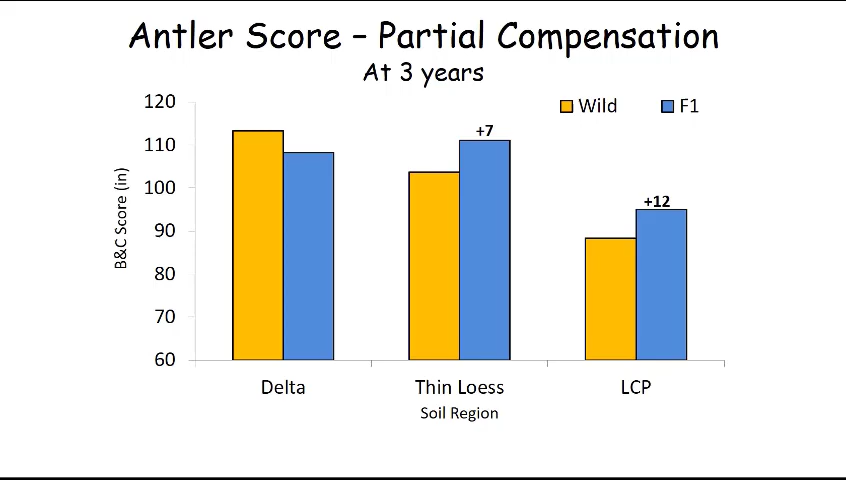 Antler Score – Partial Compensation
At 3 years
Wild
F1
B&C Score (in)
120
110
100
90
80
70
60
+7
+12
Delta
Thin Loess
LCP
Soil Region